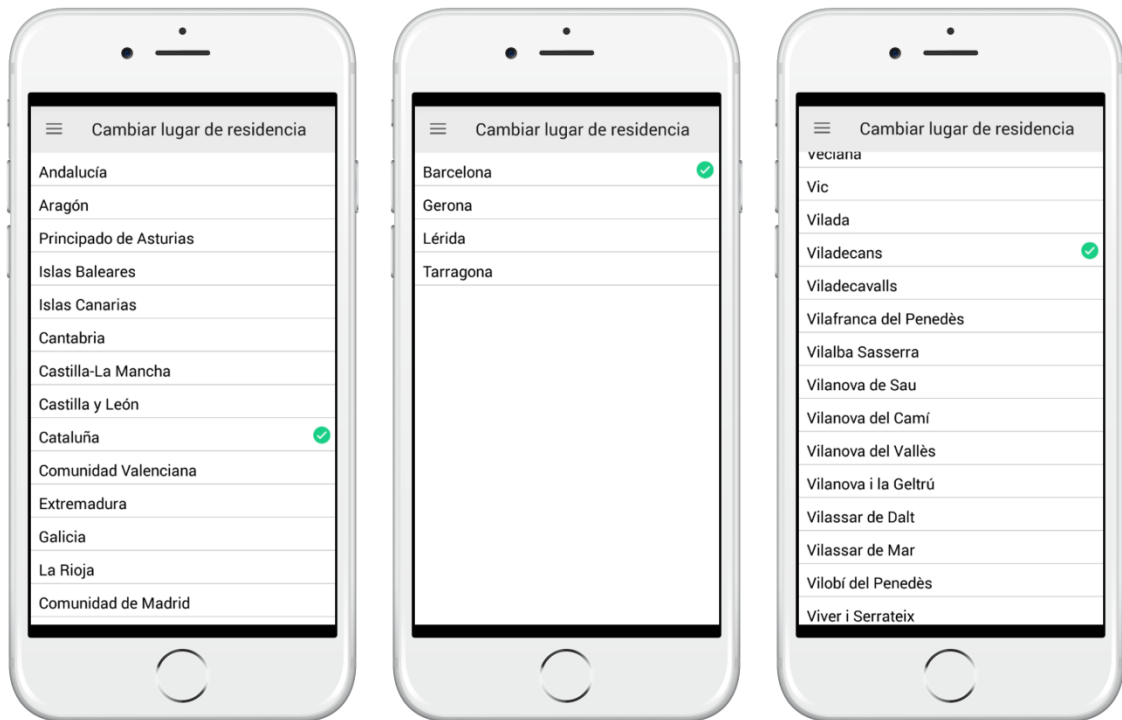 Cambiar lugar de residencia
Andalucía
Aragón
Principado de Asturias
Islas Baleares
Islas Canarias
Cantabria
Castilla-La Mancha
Castilla y León
Cataluña
Comunidad Valenciana
Extremadura
Galicia
La Rioja
Comunidad de Madrid
Cambiar lugar de residencia
Barcelona
Gerona
Lérida
Tarragona
Cambiar lugar de residencia
Veciana
Vic
Vilada
Viladecans
Viladecavalls
Vilafranca del Penedès
Vilalba Sasserra
Vilanova de Sau
Vilanova del Camí
Vilanova del Vallès
Vilanova i la Geltrú
Vilassar de Dalt
Vilassar de Mar
Vilobí del Penedès
Viver i Serrateix